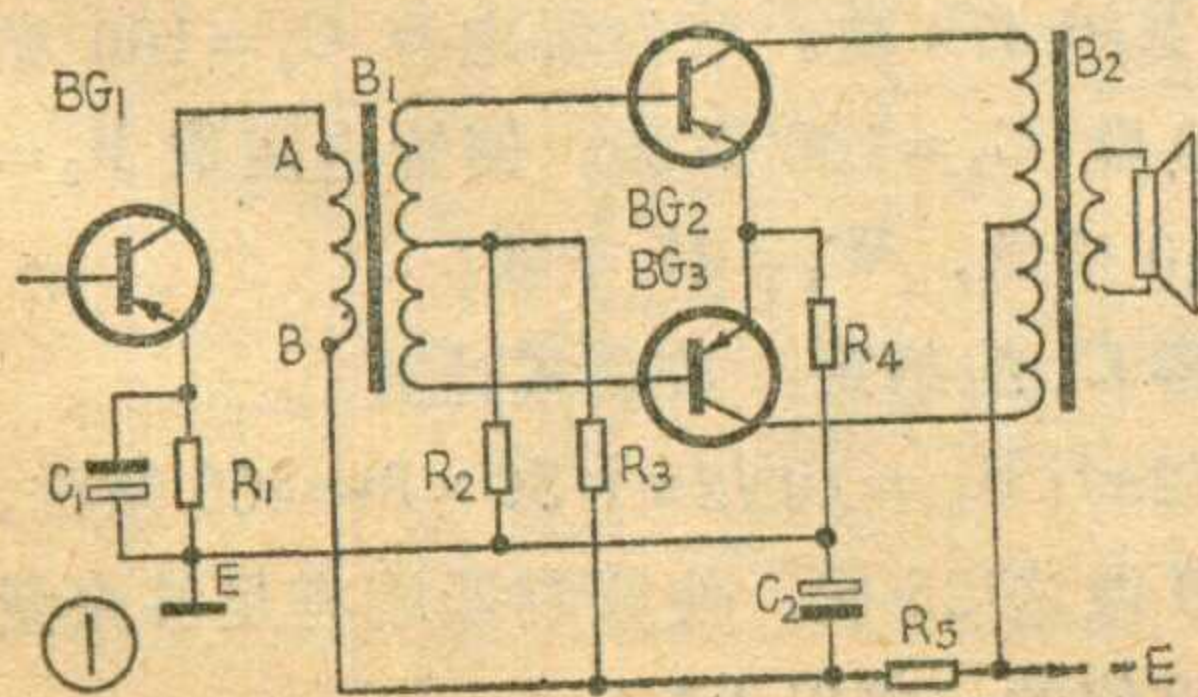 BG₁
B₁
B₂
A
BG₂
BG₃
B
R₄
C₁
R₁
R₂
R₃
E
C₂
R₅
-E
①